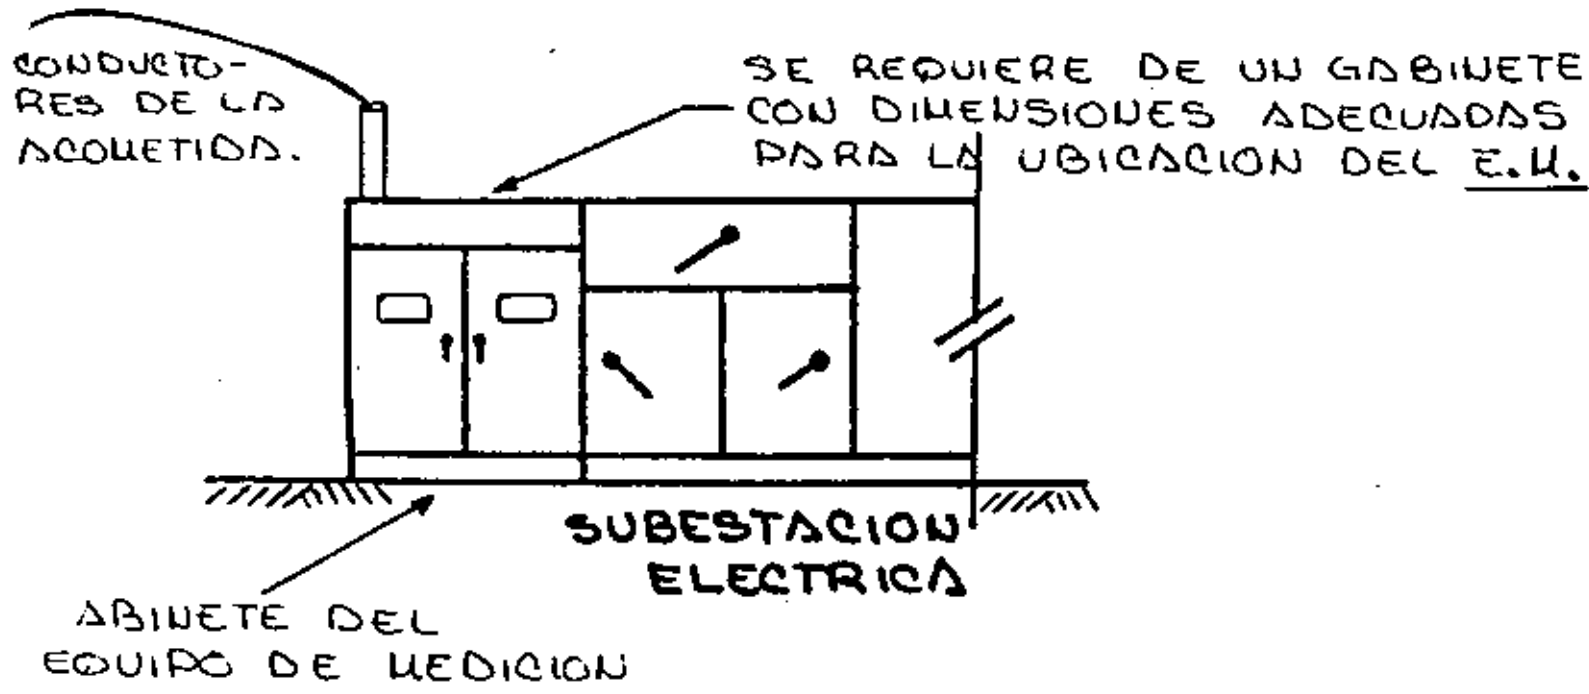 CONDUCTO-
RES DE LA
ACOMETIDA.
SE REQUIERE DE UN GABINETE
CON DIMENSIONES ADECUADAS
PARA LA UBICACION DEL E.M.
SUBESTACION
ELECTRICA
ABINETE DEL
EQUIPO DE MEDICION